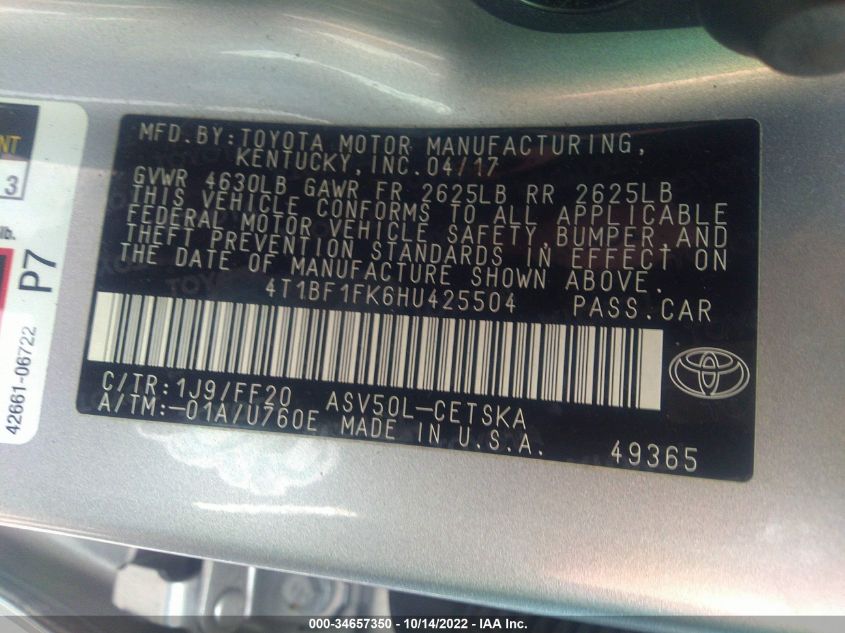 MFD.BY:TOYOTA MOTOR MANUFACTURING,
KENTUCKY,INC.04/17
GVWR 4630LB GAWR FR 2625LB RR 2625LB
THIS VEHICLE CONFORMS TO ALL APPLICABLE
FEDERAL MOTOR VEHICLE SAFETY,BUMPER,AND
THEFT PREVENTION STANDARDS IN EFFECT ON
THE DATE OF MANUFACTURE SHOWN ABOVE.
4T1BF1FK6HU425504 PASS.CAR
C/TR:1J9/FF20 ASV50L-CETSKA
A/TM:-01A/U760E MADE IN U.S.A.
49365
NT
3
lb.
P7
42661-06722
000-34657350 - 10/14/2022 - IAA Inc.